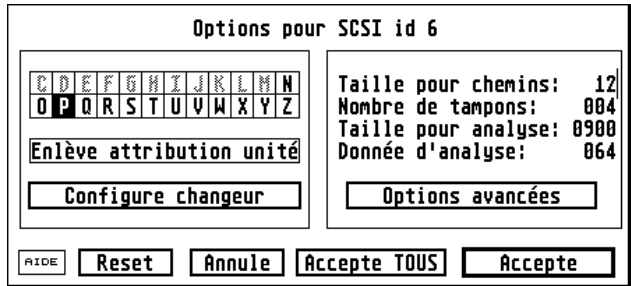 Options pour SCSI id 6
C D E F G H I J K L M N
O P Q R S T U V W X Y Z
Enlève attribution unité
Configure changeur
Taille pour chemins: 12
Nombre de tampons: 004
Taille pour analyse: 0900
Donnée d'analyse: 064
Options avancées
AIDE Reset Annule Accepte TOUS Accepte